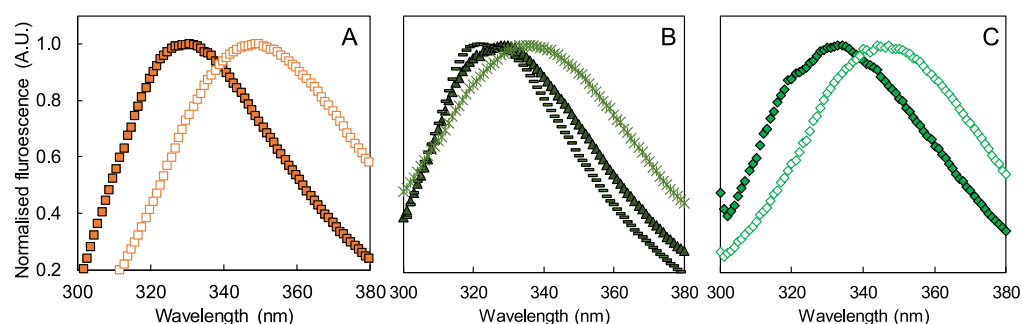 A
B
C
Normalised fluroescence (A.U.)
1.0
0.8
0.6
0.4
0.2
300 320 340 360 380
300 320 340 360 380
300 320 340 360 380
Wavelength (nm)
Wavelength (nm)
Wavelength (nm)